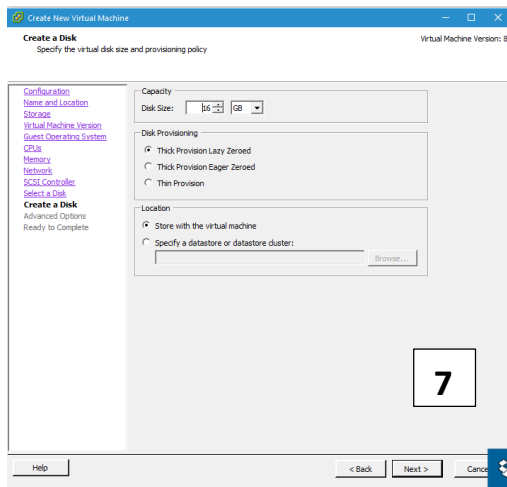 Create New Virtual Machine
Create a Disk
Specify the virtual disk size and provisioning policy
Virtual Machine Version: 8
Configuration
Name and Location
Storage
Virtual Machine Version
Guest Operating System
CPUs
Memory
Network
SCSI Controller
Select a Disk
Create a Disk
Advanced Options
Ready to Complete
Capacity
Disk Size: 16 GB
Disk Provisioning
Thick Provision Lazy Zeroed
Thick Provision Eager Zeroed
Thin Provision
Location
Store with the virtual machine
Specify a datastore or datastore cluster:
Browse...
7
Help
< Back
Next >
Cance